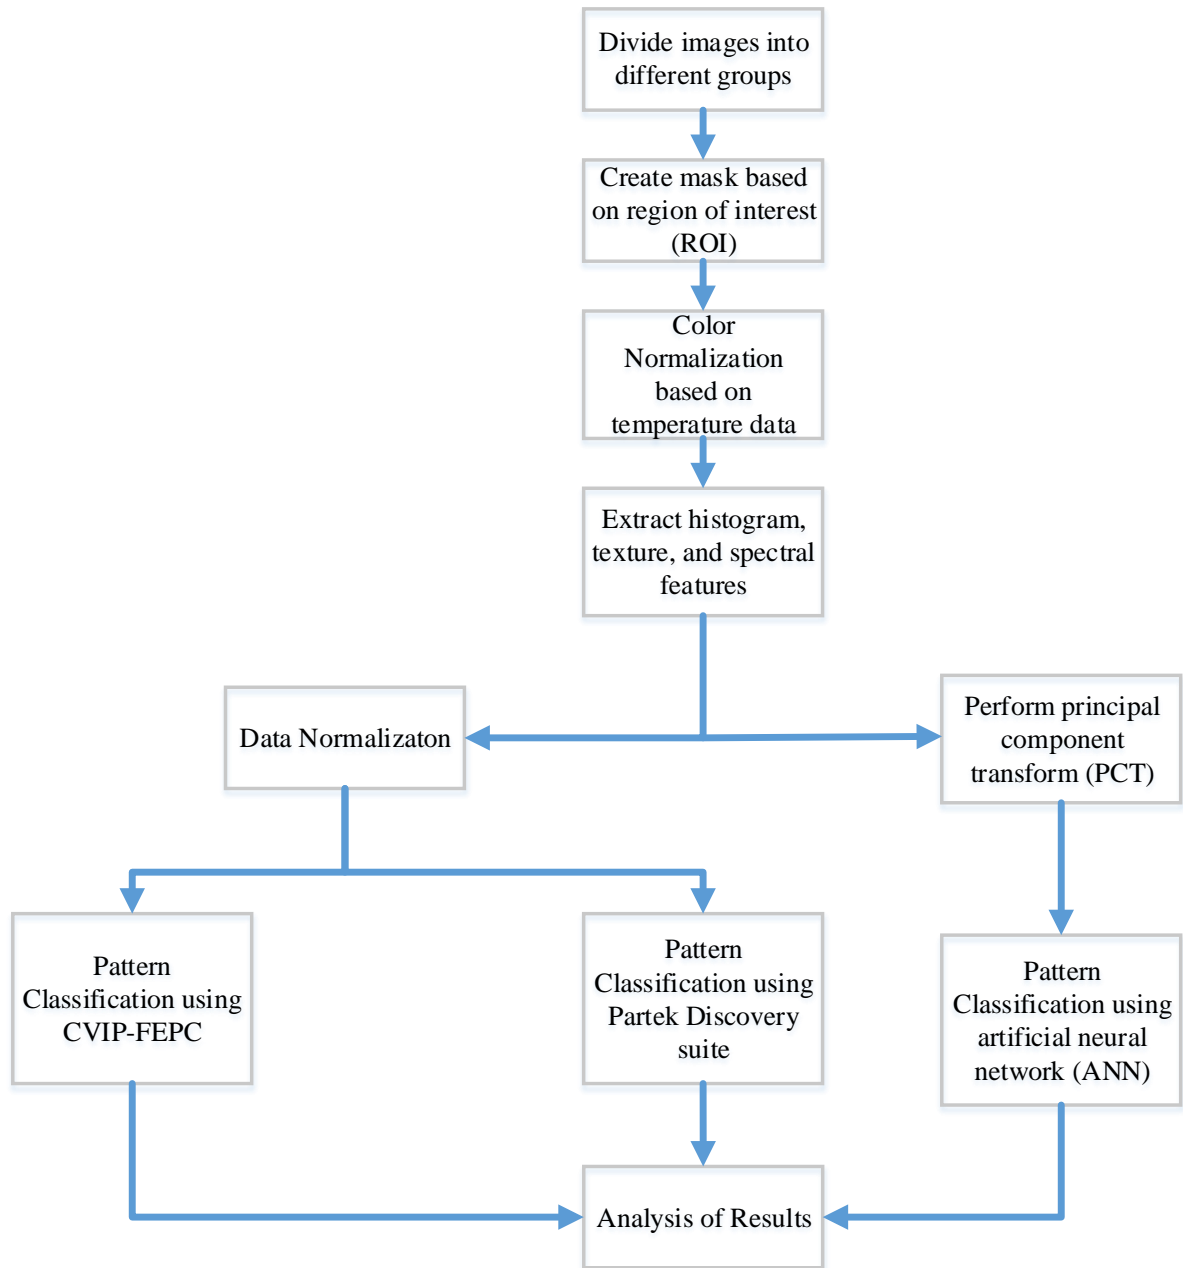 Divide images into
different groups
Create mask based
on region of interest
(ROI)
Color
Normalization
based on
temperature data
Extract histogram,
texture, and spectral
features
Data Normalizaton
Perform principal
component
transform (PCT)
Pattern
Classification using
CVIP-FEPC
Pattern
Classification using
Partek Discovery
suite
Pattern
Classification using
artificial neural
network (ANN)
Analysis of Results